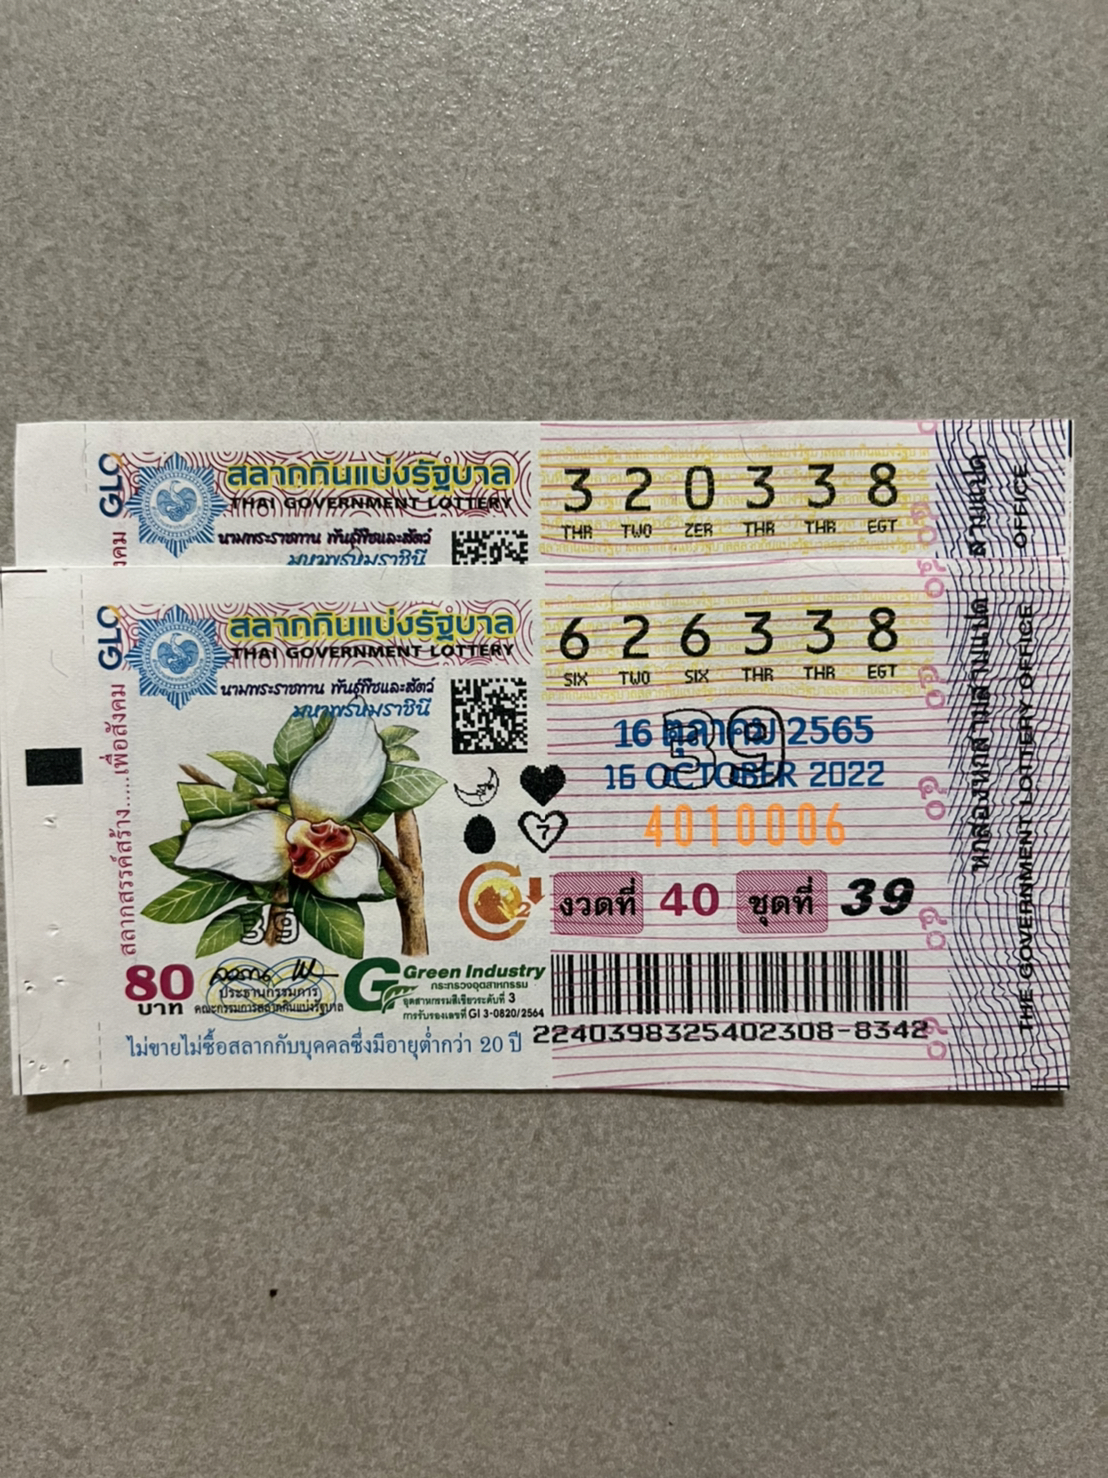 GLO
สลากกินแบ่งรัฐบาล
THAI GOVERNMENT LOTTERY
นามพระราชทาน พันธุ์พืชและสัตว์
มหาพรหมราชินี
3 2 0 3 3 8
THR TWO ZER THR THR EGT
สามแปด
OFFICE
GLO
สลากกินแบ่งรัฐบาล
THAI GOVERNMENT LOTTERY
นามพระราชทาน พันธุ์พืชและสัตว์
มหาพรหมราชินี
สลากสรรค์สร้าง.....เพื่อสังคม
6 2 6 3 3 8
SIX TWO SIX THR THR EGT
16 ตุลาคม 2565
39
16 OCTOBER 2022
4010006
7
2
งวดที่ 40 ชุดที่ 39
39
80
บาท
ประธานกรรมการ
คณะกรรมการสลากกินแบ่งรัฐบาล
G Green Industry
กระทรวงอุตสาหกรรม
อุตสาหกรรมสีเขียวระดับที่ 3
การรับรองเลขที่ GI 3-0820/2564
2240398325402308-8342
ไม่ขายไม่ซื้อสลากกับบุคคลซึ่งมีอายุต่ำกว่า 20 ปี
หกสองหกสามสามแปด
THE GOVERNMENT LOTTERY OFFICE